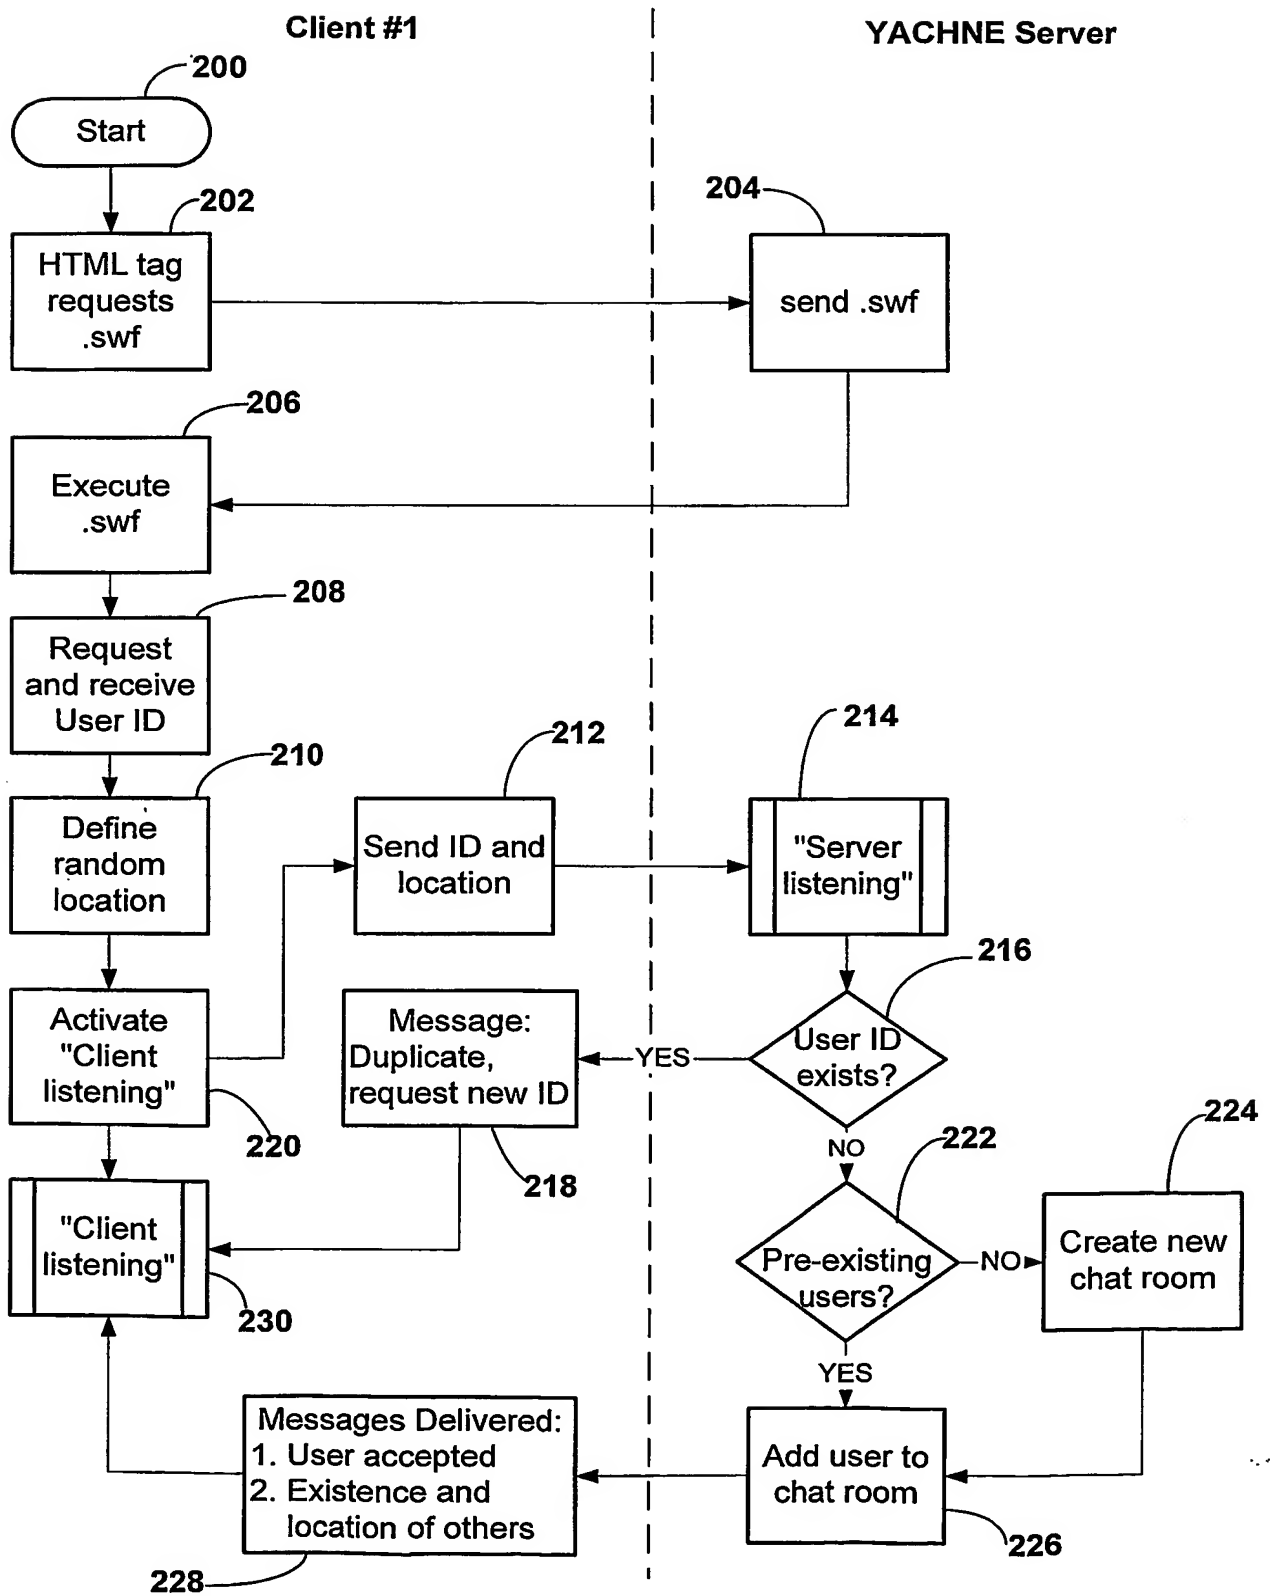 Client #1
YACHNE Server
200
Start
202
204
HTML tag
requests
.swf
send .swf
206
Execute
.swf
208
Request
and receive
User ID
210
212
214
Define
random
location
Send ID and
location
"Server
listening"
216
Activate
"Client
listening"
220
Message:
Duplicate,
request new ID
218
YES
User ID
exists?
NO
222
224
"Client
listening"
230
Pre-existing
users?
NO
Create new
chat room
YES
Messages Delivered:
1. User accepted
2. Existence and
location of others
228
Add user to
chat room
226